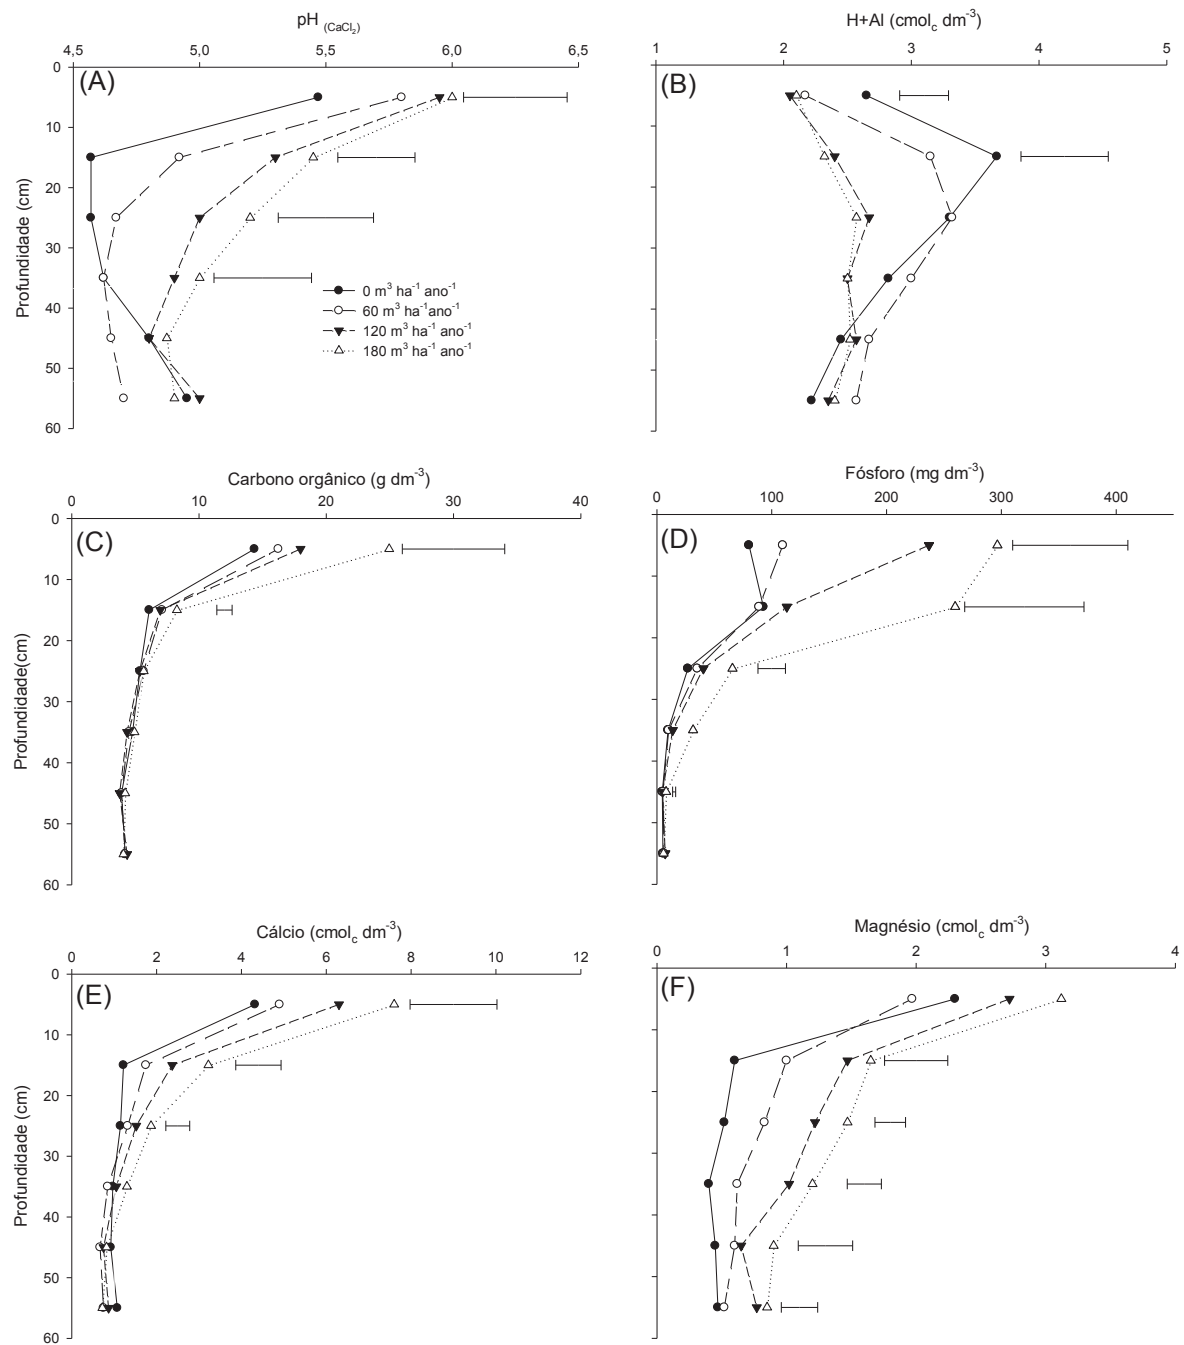 pH (CaCl₂)
4,5 5,0 5,5 6,0 6,5
(A)
0
10
20
30
40
50
60
Profundidade (cm)
0 m³ ha⁻¹ ano⁻¹
60 m³ ha⁻¹ano⁻¹
120 m³ ha⁻¹ ano⁻¹
180 m³ ha⁻¹ ano⁻¹
H+Al (cmol꜀ dm⁻³)
1 2 3 4 5
(B)
Carbono orgânico (g dm⁻³)
0 10 20 30 40
(C)
0
10
20
30
40
50
60
Profundidade(cm)
Fósforo (mg dm⁻³)
0 100 200 300 400
(D)
Cálcio (cmol꜀ dm⁻³)
0 2 4 6 8 10 12
(E)
0
10
20
30
40
50
60
Profundidade (cm)
Magnésio (cmol꜀ dm⁻³)
0 1 2 3 4
(F)